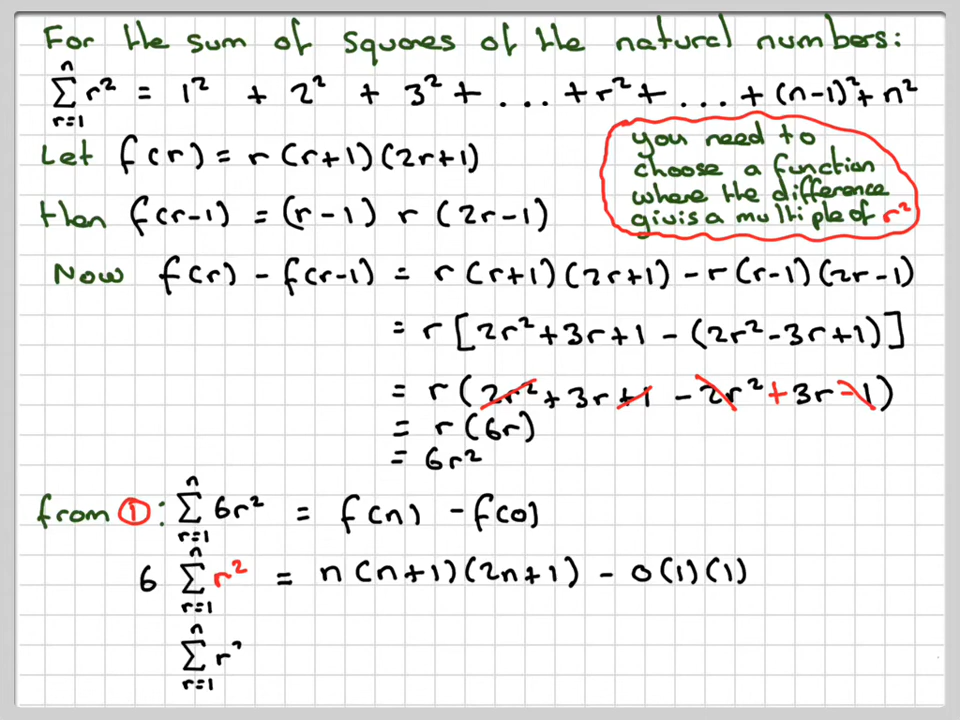 For the sum of squares of the natural numbers:
n
∑ r² = 1² + 2² + 3² + ... + r² + ... + (n-1)² + n²
r=1
Let f(r) = r(r+1)(2r+1)
you need to
choose a function
where the difference
givis a multiple of r²
then f(r-1) = (r-1) r (2r-1)
Now f(r) - f(r-1) = r(r+1)(2r+1) - r(r-1)(2r-1)
= r[2r²+3r+1 - (2r²-3r+1)]
= r(2r²+3r+1 - 2r²+3r-1)
= r(6r)
= 6r²
n
from ①: ∑ 6r² = f(n) - f(0)
r=1
n
6 ∑ r² = n(n+1)(2n+1) - 0(1)(1)
r=1
n
∑ r²
r=1